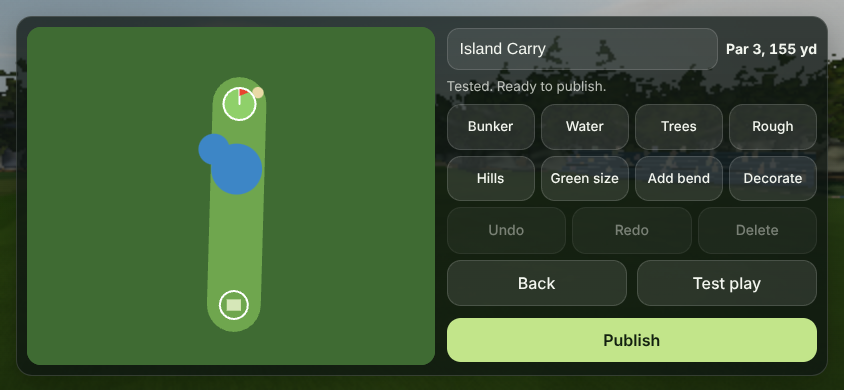 Island Carry
Par 3, 155 yd
Tested. Ready to publish.
Bunker
Water
Trees
Rough
Hills
Green size
Add bend
Decorate
Undo
Redo
Delete
Back
Test play
Publish